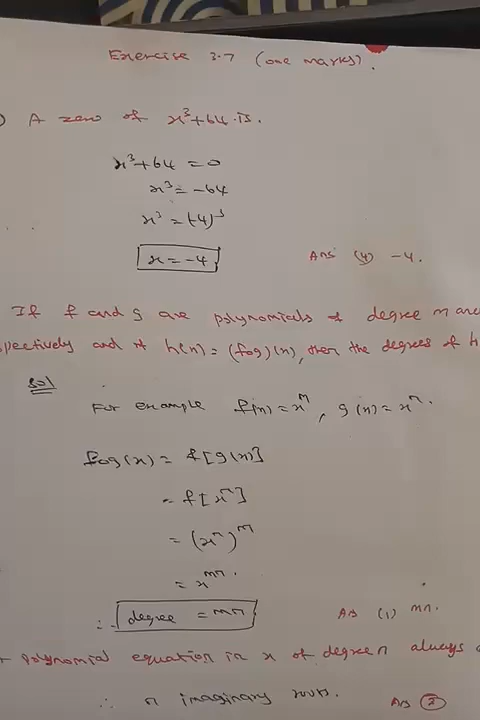 Exercise 3.7 (one marks).
) A zero of x³+64 is.
x³+64 = 0
x³ = -64
x³ = (-4)³
x = -4
Ans (4) -4.
If f and g are polynomials of degree m and
spectively and if h(x) = (fog)(x), then the degrees of h
Sol
For example f(x) = xᵐ, g(x) = xⁿ.
fog(x) = f[g(x)]
= f[xⁿ]
= (xⁿ)ᵐ
= xᵐⁿ.
∴ degree = mn
Ans (1) mn.
Polynomial equation in x of degree n always
∴ n imaginary roots.
Ans (2)